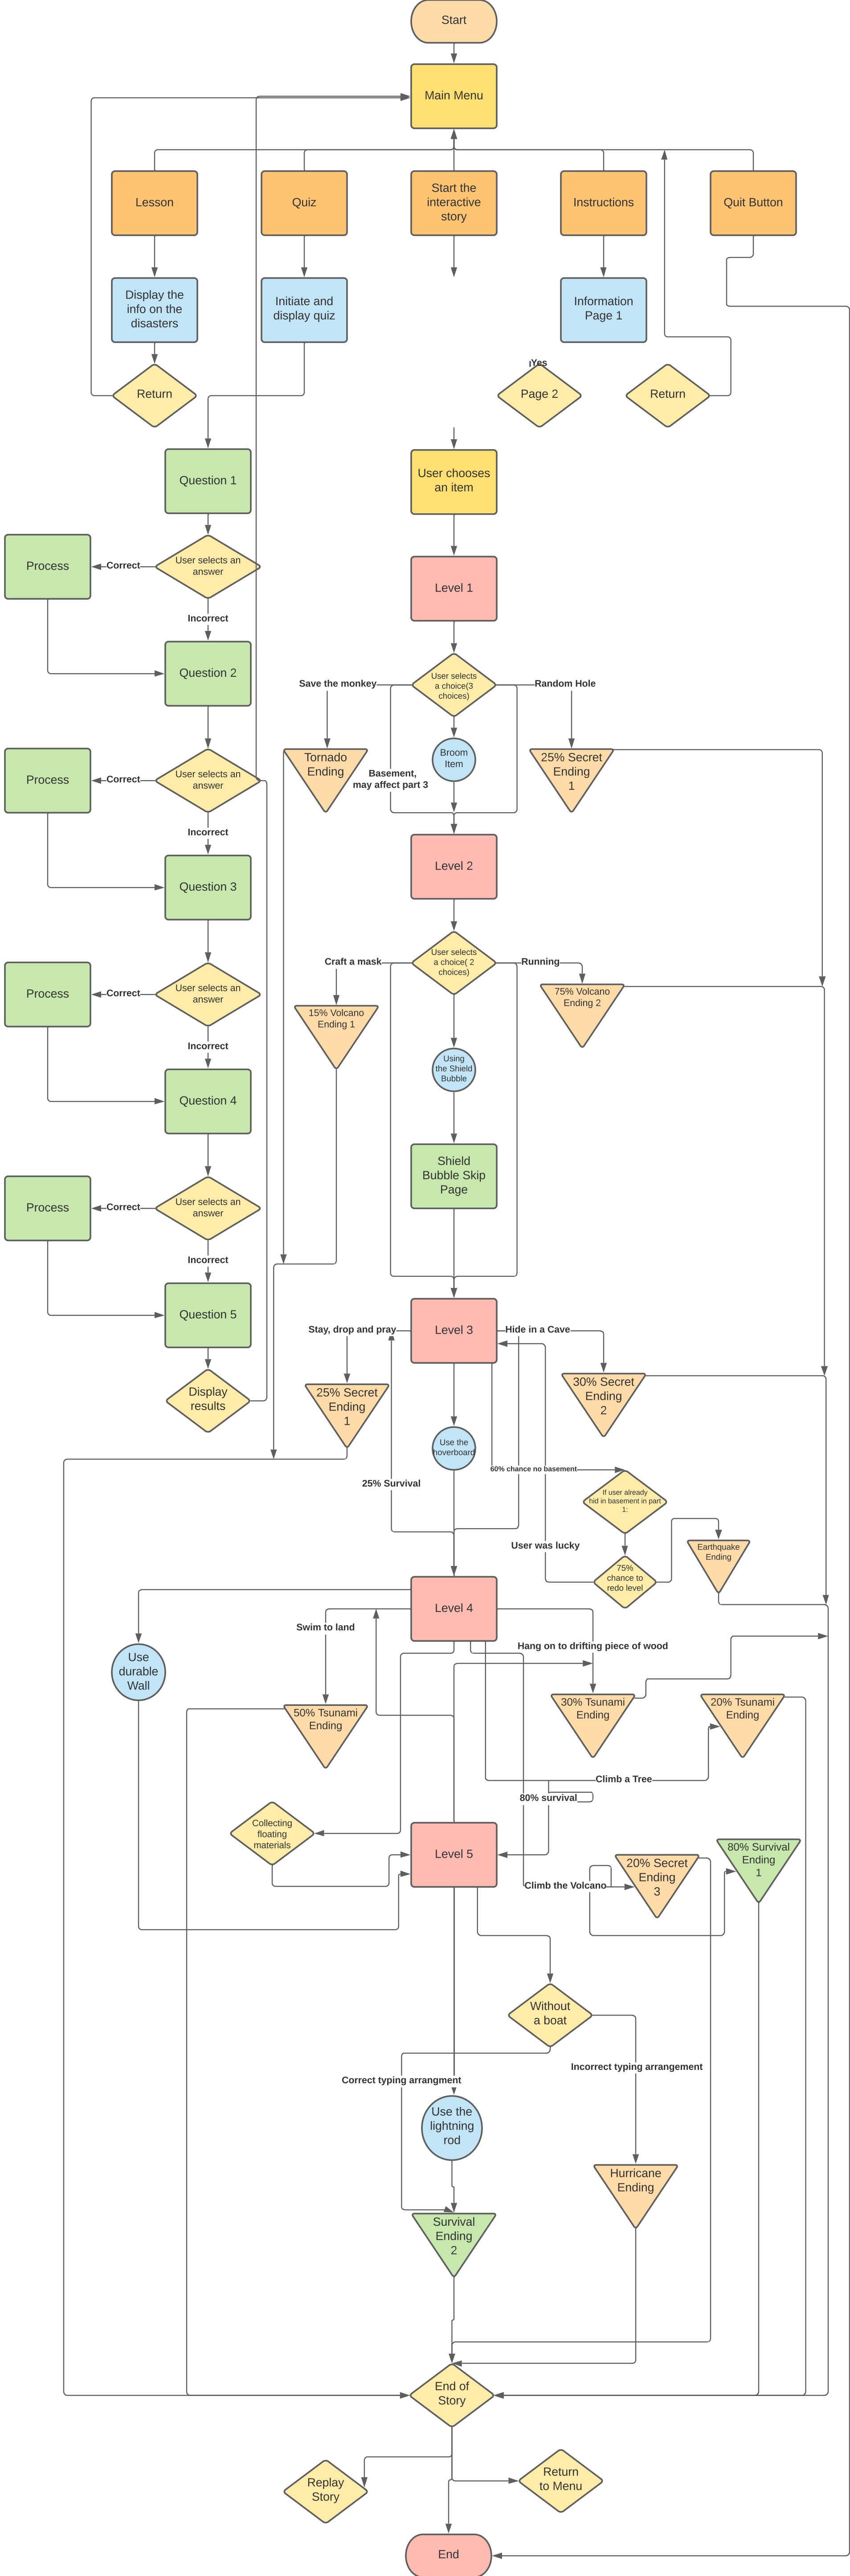 Start
Main Menu
Lesson
Quiz
Start the
interactive
story
Instructions
Quit Button
Display the
info on the
disasters
Initiate and
display quiz
Information
Page 1
Return
Yes
Page 2
Return
Question 1
User chooses
an item
Process
Correct
User selects an
answer
Level 1
Incorrect
Question 2
Save the monkey
User selects
a choice(3
choices)
Random Hole
Process
Correct
User selects an
answer
Tornado
Ending
Basement,
may affect part 3
Broom
Item
25% Secret
Ending
1
Incorrect
Question 3
Level 2
Process
Correct
User selects an
answer
Craft a mask
User selects
a choice( 2
choices)
Running
15% Volcano
Ending 1
75% Volcano
Ending 2
Incorrect
Question 4
Using
the Shield
Bubble
Shield
Bubble Skip
Page
Process
Correct
User selects an
answer
Incorrect
Question 5
Stay, drop and pray
Level 3
Hide in a Cave
Display
results
25% Secret
Ending
1
30% Secret
Ending
2
Use the
hoverboard
25% Survival
60% chance no basement
If user already
hid in basement in part
1:
User was lucky
75%
chance to
redo level
Earthquake
Ending
Level 4
Swim to land
Hang on to drifting piece of wood
Use
durable
Wall
50% Tsunami
Ending
30% Tsunami
Ending
20% Tsunami
Ending
Climb a Tree
80% survival
Collecting
floating
materials
Level 5
Climb the Volcano
20% Secret
Ending
3
80% Survival
Ending
1
Without
a boat
Correct typing arrangment
Incorrect typing arrangement
Use the
lightning
rod
Hurricane
Ending
Survival
Ending
2
End of
Story
Replay
Story
Return
to Menu
End